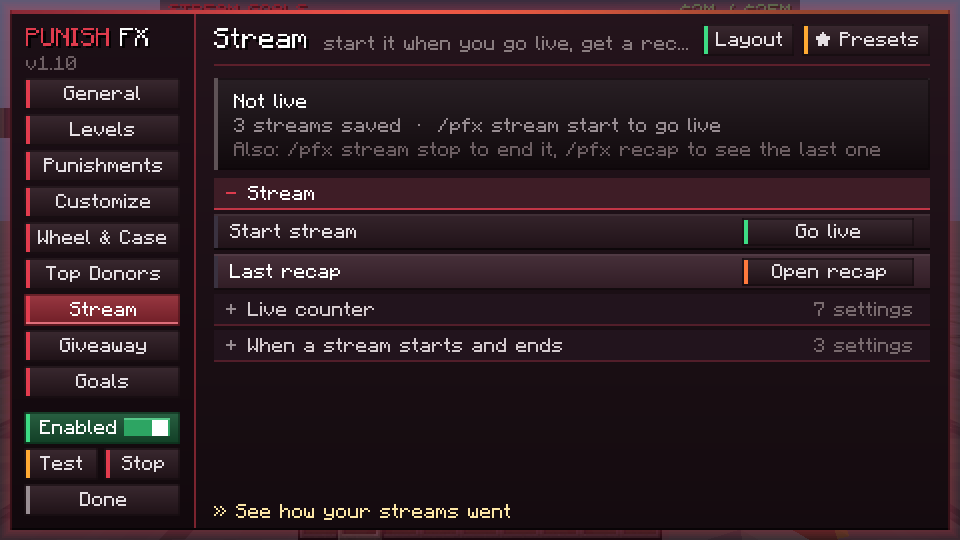 PUNISH FX
v1.10
General
Levels
Punishments
Customize
Wheel & Case
Top Donors
Stream
Giveaway
Goals
Enabled
Test
Stop
Done
Stream
start it when you go live, get a rec...
Layout
Presets
Not live
3 streams saved · /pfx stream start to go live
Also: /pfx stream stop to end it, /pfx recap to see the last one
− Stream
Start stream
Go live
Last recap
Open recap
+ Live counter
7 settings
+ When a stream starts and ends
3 settings
» See how your streams went